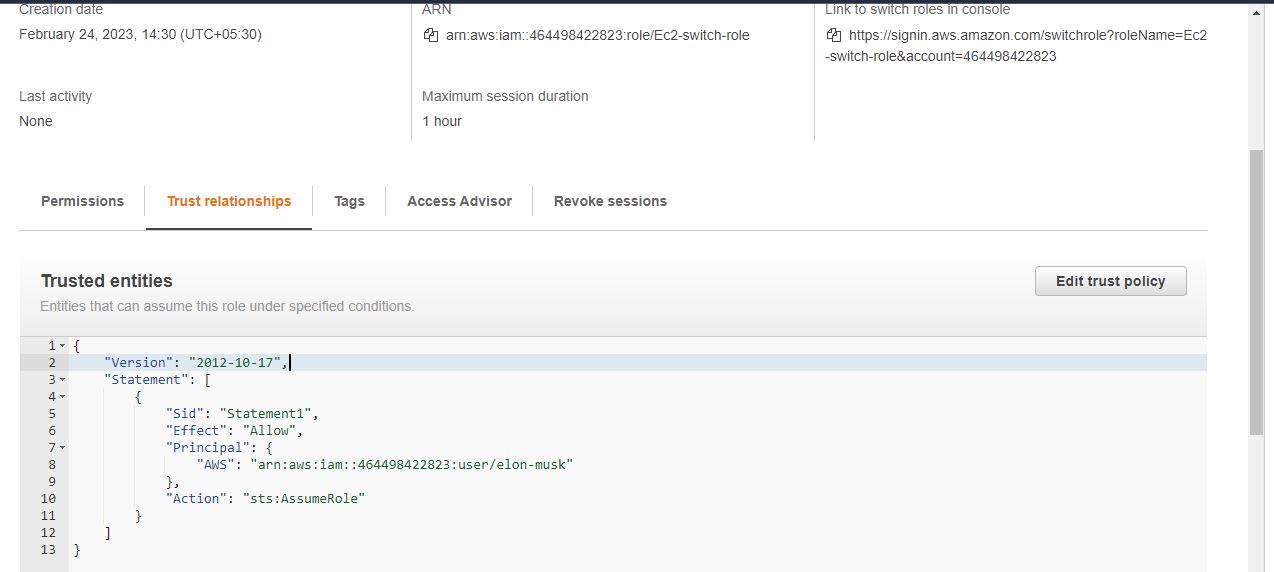 Creation date
February 24, 2023, 14:30 (UTC+05:30)
ARN
arn:aws:iam::464498422823:role/Ec2-switch-role
Link to switch roles in console
https://signin.aws.amazon.com/switchrole?roleName=Ec2
-switch-role&account=464498422823
Last activity
None
Maximum session duration
1 hour
Permissions
Trust relationships
Tags
Access Advisor
Revoke sessions
Trusted entities
Entities that can assume this role under specified conditions.
Edit trust policy
1 {
2 "Version": "2012-10-17",
3 "Statement": [
4 {
5 "Sid": "Statement1",
6 "Effect": "Allow",
7 "Principal": {
8 "AWS": "arn:aws:iam::464498422823:user/elon-musk"
9 },
10 "Action": "sts:AssumeRole"
11 }
12 ]
13 }